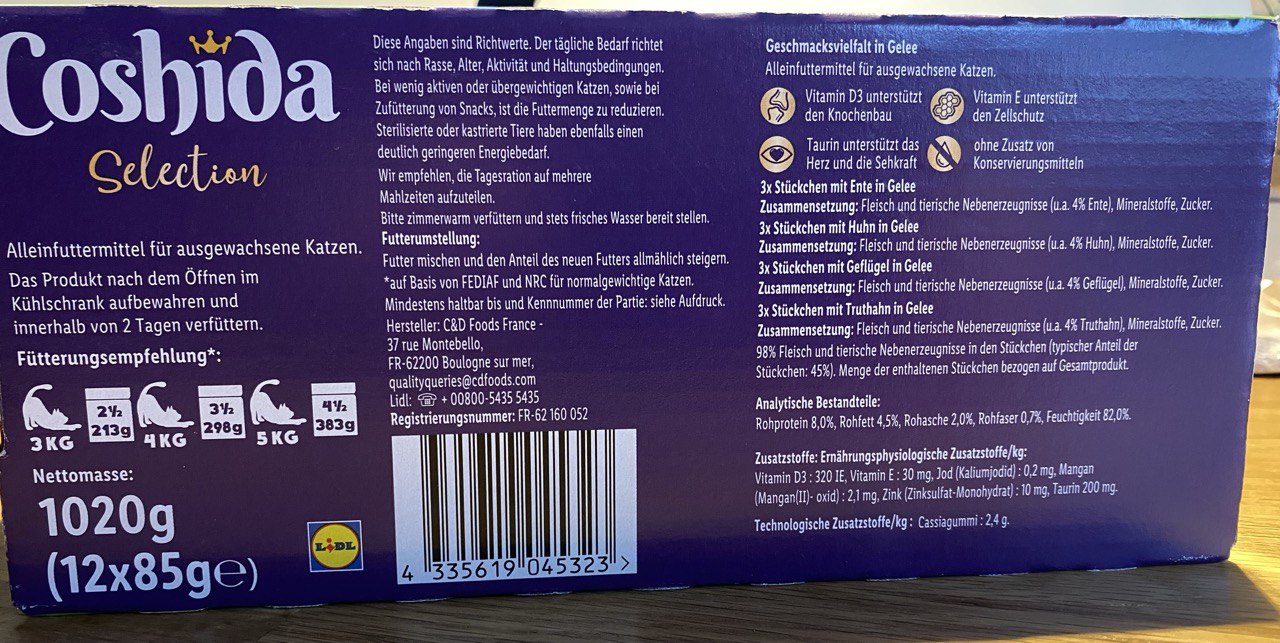 Coshida
Selection
Alleinfuttermittel für ausgewachsene Katzen.
Das Produkt nach dem Öffnen im
Kühlschrank aufbewahren und
innerhalb von 2 Tagen verfüttern.
Fütterungsempfehlung*:
3 KG
2½
213g
4 KG
3½
298g
5 KG
4½
383g
Nettomasse:
1020g
(12x85g℮)
LIDL
Diese Angaben sind Richtwerte. Der tägliche Bedarf richtet
sich nach Rasse, Alter, Aktivität und Haltungsbedingungen.
Bei wenig aktiven oder übergewichtigen Katzen, sowie bei
Zufütterung von Snacks, ist die Futtermenge zu reduzieren.
Sterilisierte oder kastrierte Tiere haben ebenfalls einen
deutlich geringeren Energiebedarf.
Wir empfehlen, die Tagesration auf mehrere
Mahlzeiten aufzuteilen.
Bitte zimmerwarm verfüttern und stets frisches Wasser bereit stellen.
Futterumstellung:
Futter mischen und den Anteil des neuen Futters allmählich steigern.
*auf Basis von FEDIAF und NRC für normalgewichtige Katzen.
Mindestens haltbar bis und Kennnummer der Partie: siehe Aufdruck.
Hersteller: C&D Foods France -
37 rue Montebello,
FR-62200 Boulogne sur mer,
qualityqueries@cdfoods.com
Lidl: ☎ + 00800-5435 5435
Registrierungsnummer: FR-62 160 052
4 335619 045323 >
Geschmacksvielfalt in Gelee
Alleinfuttermittel für ausgewachsene Katzen.
Vitamin D3 unterstützt
den Knochenbau
Vitamin E unterstützt
den Zellschutz
Taurin unterstützt das
Herz und die Sehkraft
ohne Zusatz von
Konservierungsmitteln
3x Stückchen mit Ente in Gelee
Zusammensetzung: Fleisch und tierische Nebenerzeugnisse (u.a. 4% Ente), Mineralstoffe, Zucker.
3x Stückchen mit Huhn in Gelee
Zusammensetzung: Fleisch und tierische Nebenerzeugnisse (u.a. 4% Huhn), Mineralstoffe, Zucker.
3x Stückchen mit Geflügel in Gelee
Zusammensetzung: Fleisch und tierische Nebenerzeugnisse (u.a. 4% Geflügel), Mineralstoffe, Zucker.
3x Stückchen mit Truthahn in Gelee
Zusammensetzung: Fleisch und tierische Nebenerzeugnisse (u.a. 4% Truthahn), Mineralstoffe, Zucker.
98% Fleisch und tierische Nebenerzeugnisse in den Stückchen (typischer Anteil der
Stückchen: 45%). Menge der enthaltenen Stückchen bezogen auf Gesamtprodukt.
Analytische Bestandteile:
Rohprotein 8,0%, Rohfett 4,5%, Rohasche 2,0%, Rohfaser 0,7%, Feuchtigkeit 82,0%.
Zusatzstoffe: Ernährungsphysiologische Zusatzstoffe/kg:
Vitamin D3 : 320 IE, Vitamin E : 30 mg, Jod (Kaliumjodid) : 0,2 mg, Mangan
(Mangan(II)- oxid) : 2,1 mg, Zink (Zinksulfat-Monohydrat) : 10 mg, Taurin 200 mg.
Technologische Zusatzstoffe/kg : Cassiagummi : 2,4 g.